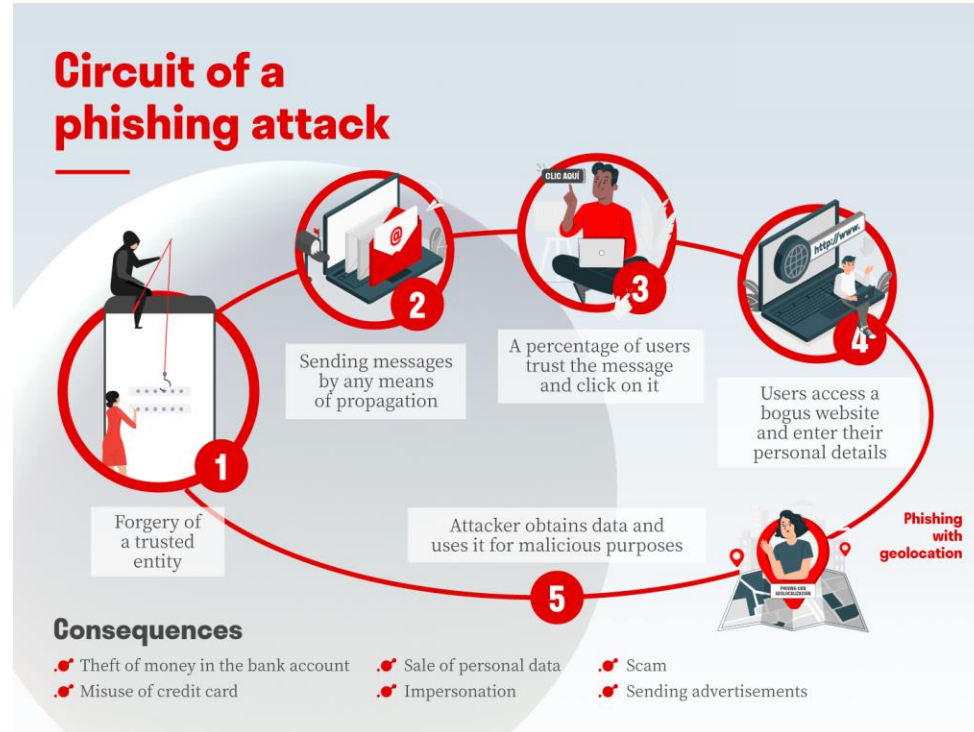 Circuit of a
phishing attack
1
Forgery of
a trusted
entity
@
2
Sending messages
by any means
of propagation
CLIC AQUÍ
3
A percentage of users
trust the message
and click on it
http://www.
4
Users access a
bogus website
and enter their
personal details
Phishing
with
geolocation
PHISHING CON
GEOLOCALIZACIÓN
Attacker obtains data and
uses it for malicious purposes
5
Consequences
Theft of money in the bank account
Misuse of credit card
Sale of personal data
Impersonation
Scam
Sending advertisements